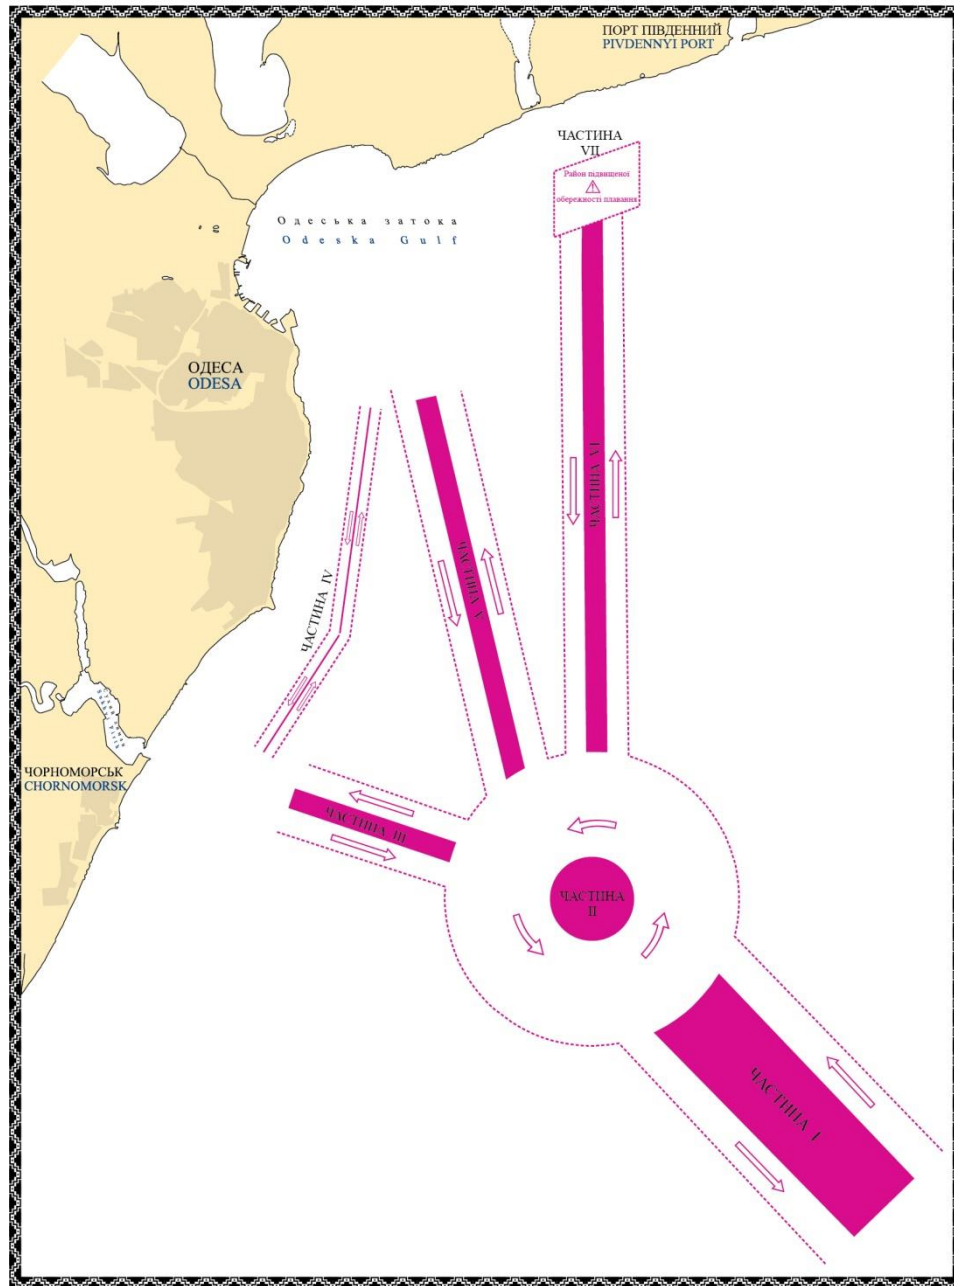 ПОРТ ПІВДЕННИЙ
PIVDENNYI PORT
ЧАСТИНА
VII
Район підвищеної
обережності плавання
Одеська затока
Odeska Gulf
ОДЕСА
ODESA
ЧАСТИНА VI
ЧАСТИНА V
ЧАСТИНА IV
ЧОРНОМОРСЬК
CHORNOMORSK
ЧАСТИНА III
ЧАСТИНА
II
ЧАСТИНА I